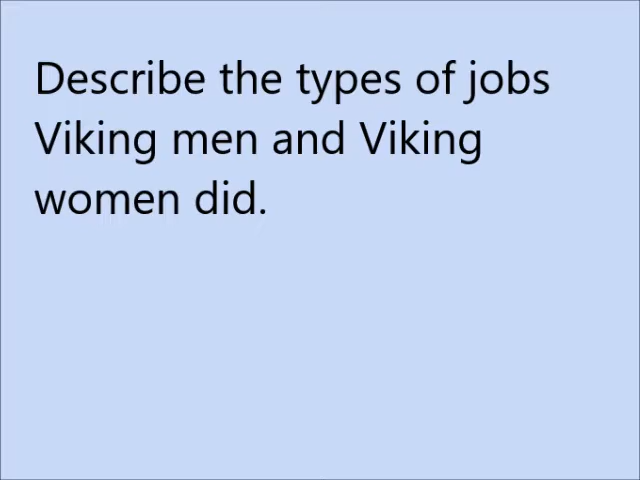 Describe the types of jobs
Viking men and Viking
women did.